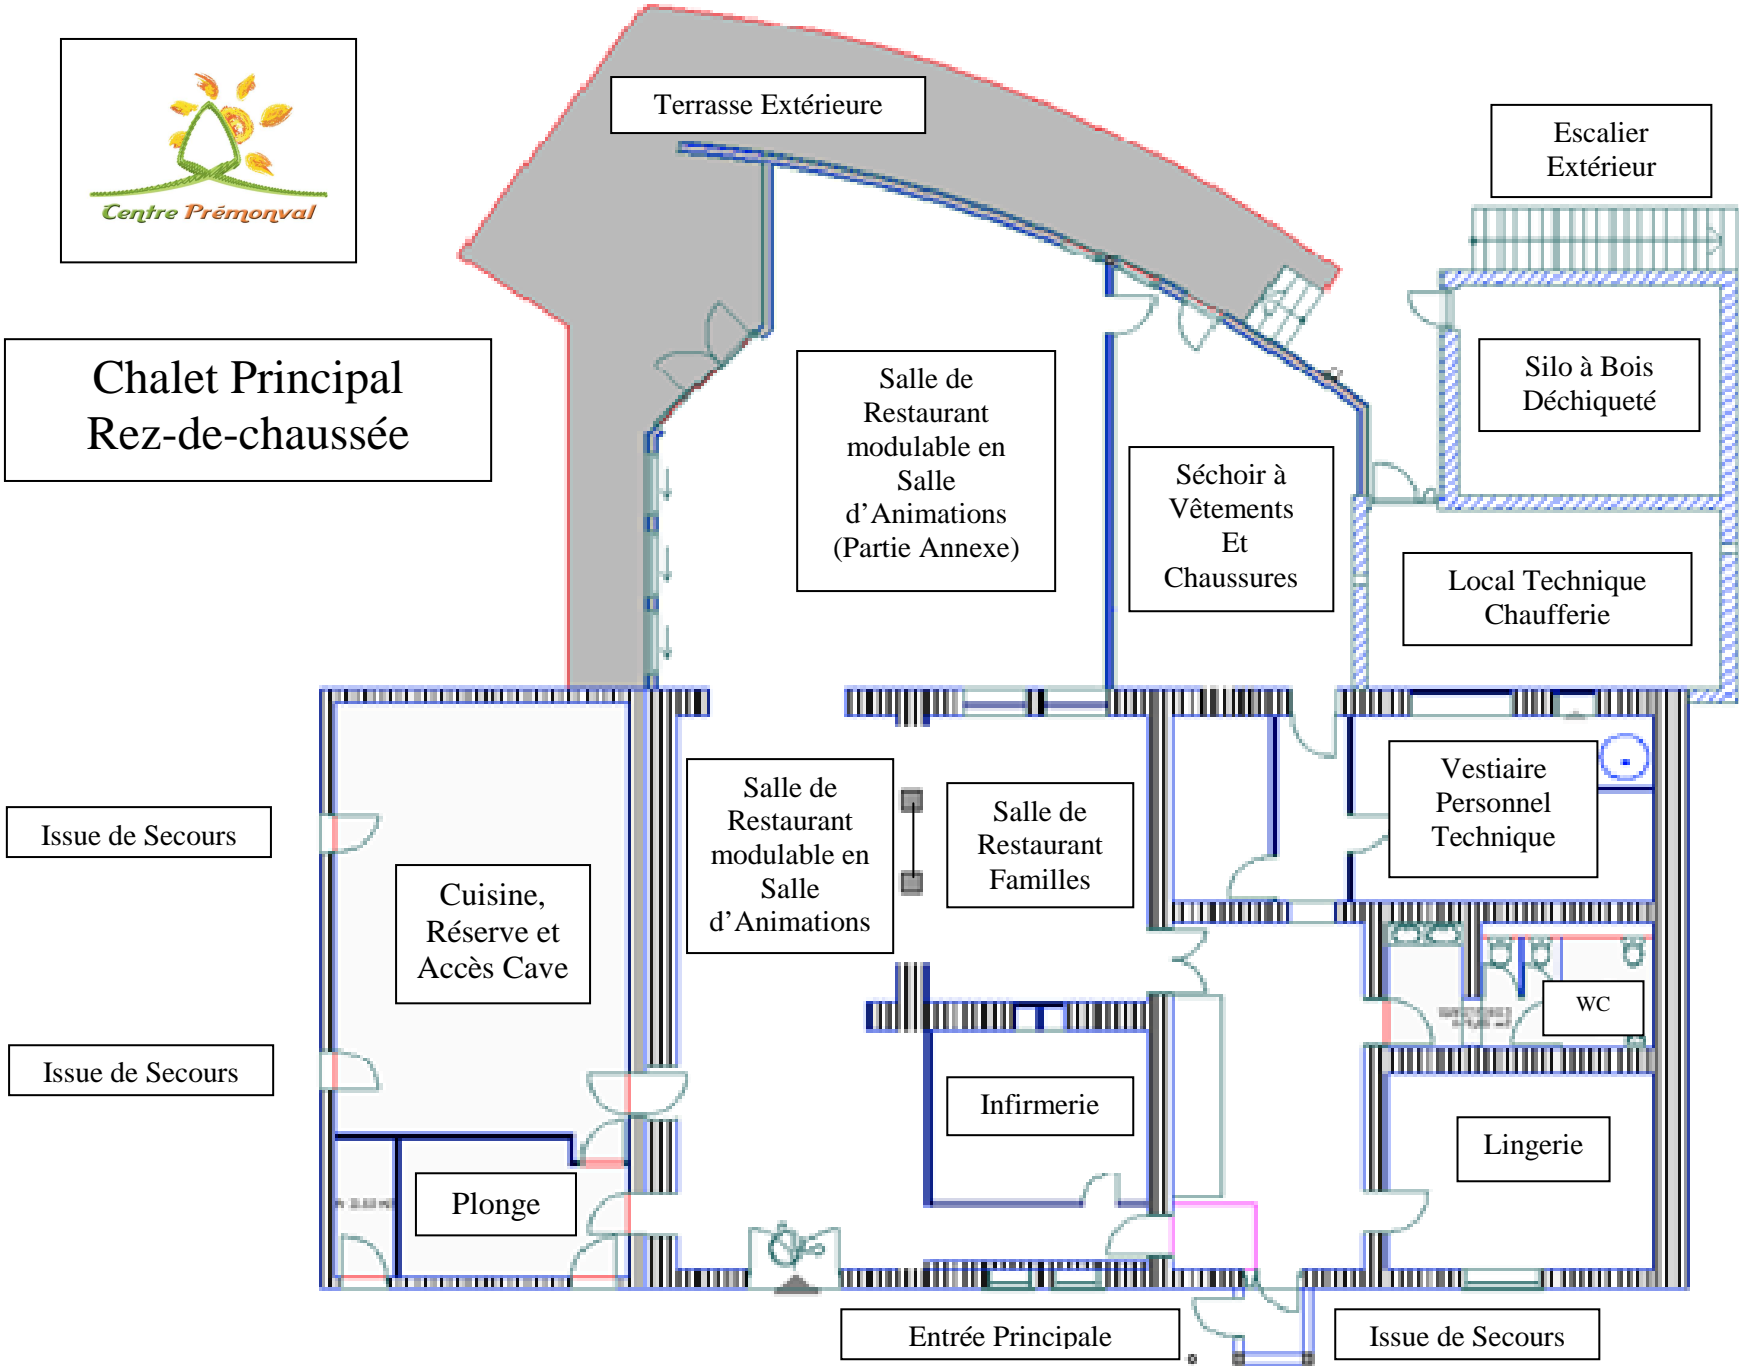 Centre Prémonval
Terrasse Extérieure
Escalier
Extérieur
Chalet Principal
Rez-de-chaussée
Salle de
Restaurant
modulable en
Salle
d’Animations
(Partie Annexe)
Séchoir à
Vêtements
Et
Chaussures
Silo à Bois
Déchiqueté
Local Technique
Chaufferie
Issue de Secours
Cuisine,
Réserve et
Accès Cave
Salle de
Restaurant
modulable en
Salle
d’Animations
Salle de
Restaurant
Familles
Vestiaire
Personnel
Technique
WC
Issue de Secours
Infirmerie
Lingerie
Plonge
Entrée Principale
Issue de Secours